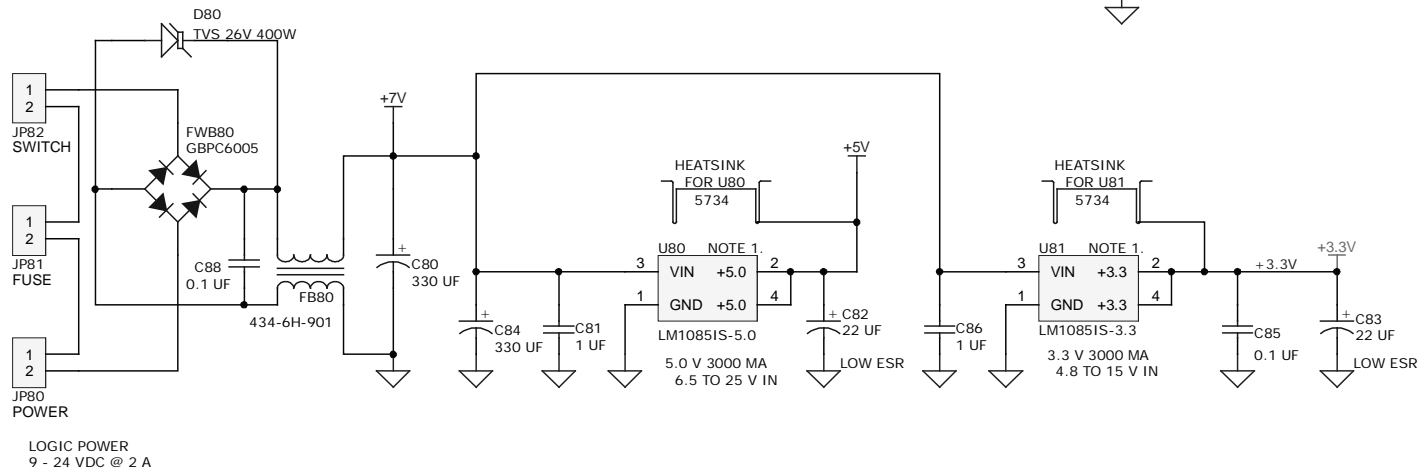 D80
TVS 26V 400W
1
2
JP82
SWITCH
FWB80
GBPC6005
+7V
1
2
JP81
FUSE
C88
0.1 UF
FB80
434-6H-901
+
C80
330 UF
1
2
JP80
POWER
LOGIC POWER
9 - 24 VDC @ 2 A
+
C84
330 UF
C81
1 UF
HEATSINK
FOR U80
5734
+5V
U80 NOTE 1.
3 VIN +5.0 2
1 GND +5.0 4
LM1085IS-5.0
5.0 V 3000 MA
6.5 TO 25 V IN
+
C82
22 UF
LOW ESR
C86
1 UF
HEATSINK
FOR U81
5734
U81 NOTE 1.
3 VIN +3.3 2
1 GND +3.3 4
LM1085IS-3.3
3.3 V 3000 MA
4.8 TO 15 V IN
+3.3V
+3.3V
C85
0.1 UF
+
C83
22 UF
LOW ESR